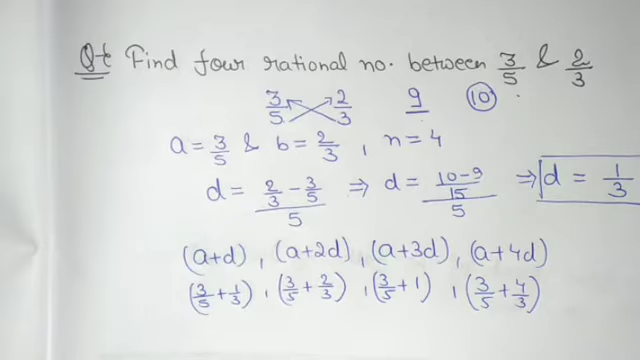 Qt Find four rational no. between 3/5 & 2/3
3/5 2/3 9 10
a = 3/5 & b = 2/3, n = 4
d = (2/3 - 3/5)/5 ⇒ d = ((10-9)/15)/5 ⇒ d = 1/3
(a+d), (a+2d), (a+3d), (a+4d)
(3/5 + 1/3), (3/5 + 2/3), (3/5 + 1), (3/5 + 4/3)